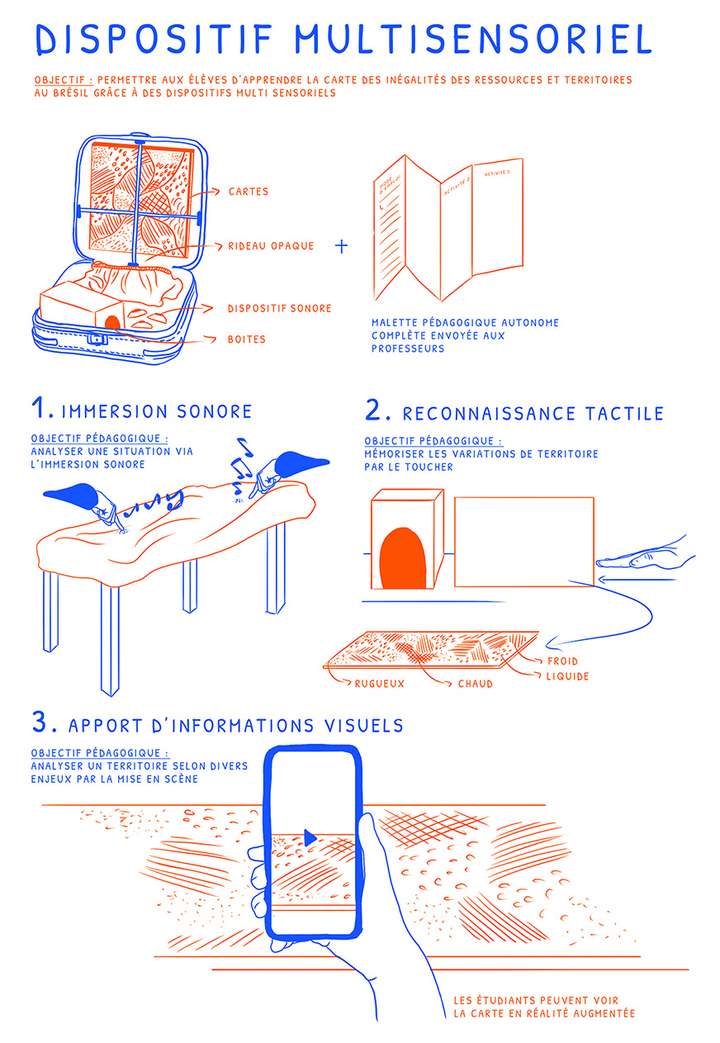 DISPOSITIF MULTISENSORIEL
OBJECTIF : PERMETTRE AUX ÉLÈVES D'APPRENDRE LA CARTE DES INÉGALITÉS DES RESSOURCES ET TERRITOIRES
AU BRÉSIL GRÂCE À DES DISPOSITIFS MULTI SENSORIELS
CARTES
RIDEAU OPAQUE
DISPOSITIF SONORE
BOITES
+
MODE
D'EMPLOI
ACTIVITÉ 2
MALETTE PÉDAGOGIQUE AUTONOME
COMPLÈTE ENVOYÉE AUX
PROFESSEURS
1. IMMERSION SONORE
OBJECTIF PÉDAGOGIQUE :
ANALYSER UNE SITUATION VIA
L'IMMERSION SONORE
2. RECONNAISSANCE TACTILE
OBJECTIF PÉDAGOGIQUE :
MÉMORISER LES VARIATIONS DE TERRITOIRE
PAR LE TOUCHER
FROID
LIQUIDE
RUGUEUX
CHAUD
3. APPORT D'INFORMATIONS VISUELS
OBJECTIF PÉDAGOGIQUE :
ANALYSER UN TERRITOIRE SELON DIVERS
ENJEUX PAR LA MISE EN SCÈNE
LES ÉTUDIANTS PEUVENT VOIR
LA CARTE EN RÉALITÉ AUGMENTÉE